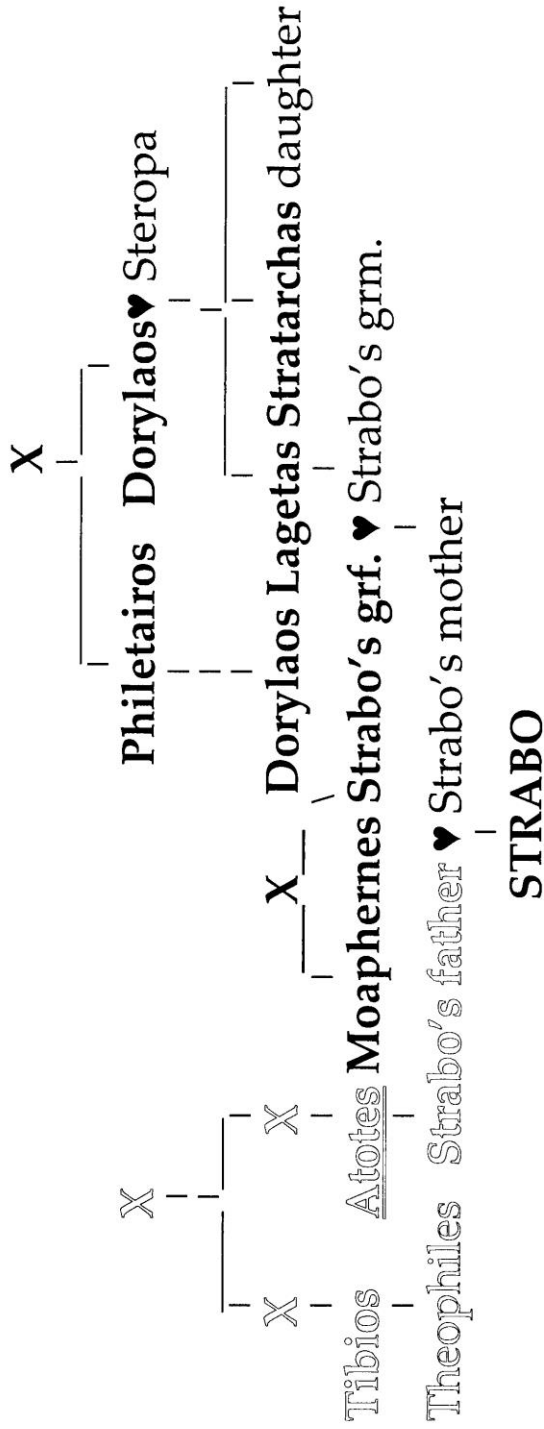 X
Philetairos Dorylaos♥ Steropa
X
X X X Dorylaos Lagetas Stratarchas daughter
Tibios Atotes Moaphernes Strabo's grf. ♥ Strabo's grm.
Theophiles Strabo's father ♥ Strabo's mother
STRABO